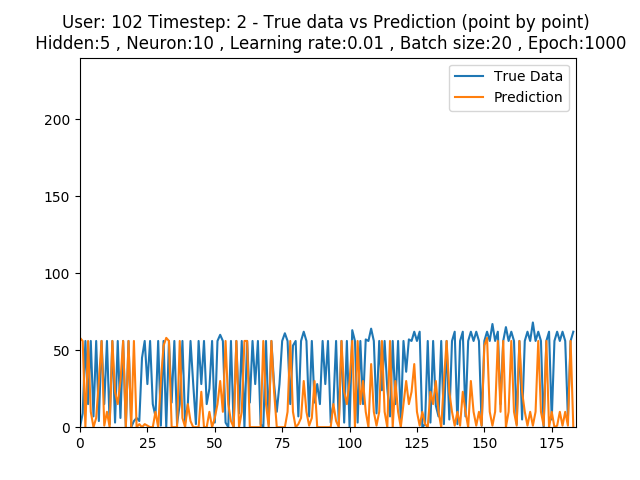 User: 102 Timestep: 2 - True data vs Prediction (point by point)
Hidden:5 , Neuron:10 , Learning rate:0.01 , Batch size:20 , Epoch:1000
True Data
Prediction
200
150
100
50
0
0 25 50 75 100 125 150 175